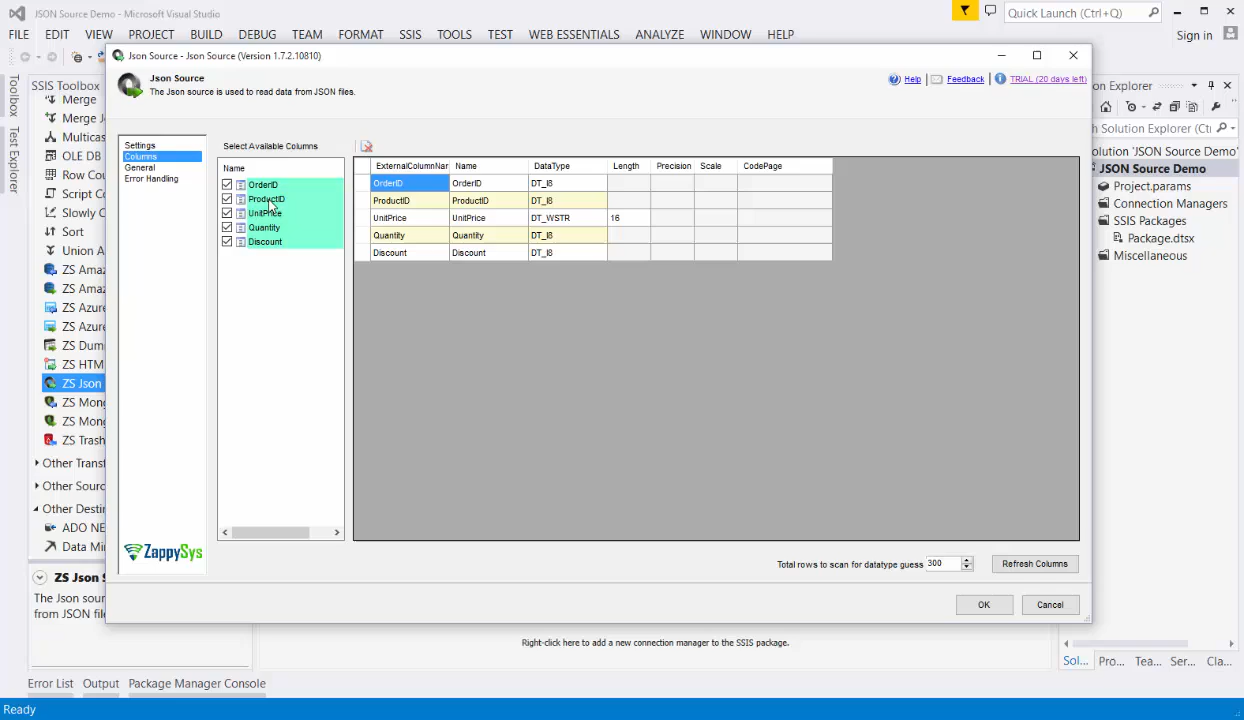 JSON Source Demo - Microsoft Visual Studio
Quick Launch (Ctrl+Q)
FILE EDIT VIEW PROJECT BUILD DEBUG TEAM FORMAT SSIS TOOLS TEST WEB ESSENTIALS ANALYZE WINDOW HELP
Sign in
Toolbox
Test Explorer
SSIS Toolbox
Merge
Merge J
Multicas
OLE DB
Row Cou
Script C
Slowly C
Sort
Union A
ZS Amaz
ZS Amaz
ZS Azure
ZS Azure
ZS Dum
ZS HTM
ZS Json
ZS Mong
ZS Mong
ZS Trash
Other Transf
Other Sourc
Other Destin
ADO NE
Data Min
ZS Json S
The Json sour
from JSON file
Json Source - Json Source (Version 1.7.2.10810)
Json Source
The Json source is used to read data from JSON files.
Help
Feedback
TRIAL (20 days left)
Settings
Columns
General
Error Handling
ZappySys
Select Available Columns
Name
OrderID
ProductID
UnitPrice
Quantity
Discount
ExternalColumnNar Name DataType Length Precision Scale CodePage
OrderID OrderID DT_I8
ProductID ProductID DT_I8
UnitPrice UnitPrice DT_WSTR 16
Quantity Quantity DT_I8
Discount Discount DT_I8
Total rows to scan for datatype guess 300
Refresh Columns
OK
Cancel
Right-click here to add a new connection manager to the SSIS package.
on Explorer
h Solution Explorer (Ctr
olution 'JSON Source Demo'
JSON Source Demo
Project.params
Connection Managers
SSIS Packages
Package.dtsx
Miscellaneous
Sol... Pro... Tea... Ser... Cla...
Error List Output Package Manager Console
Ready